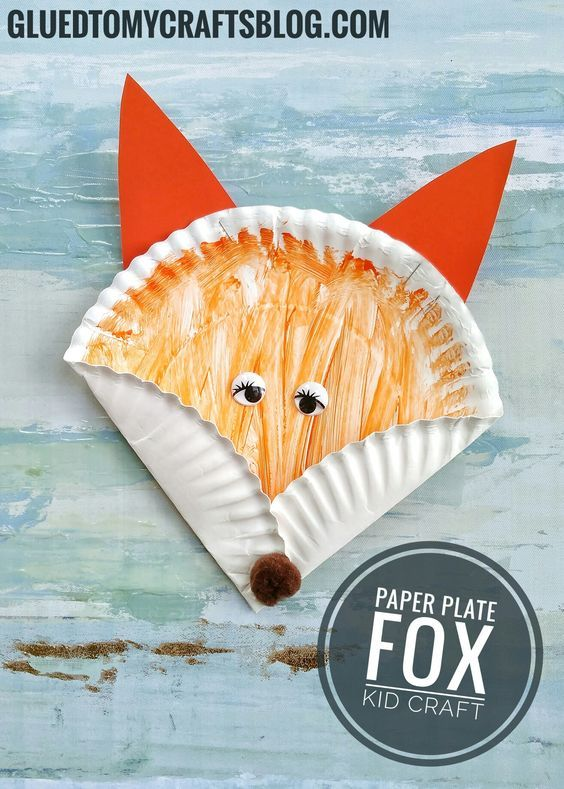 GLUEDTOMYCRAFTSBLOG.COM
PAPER PLATE
FOX
KID CRAFT